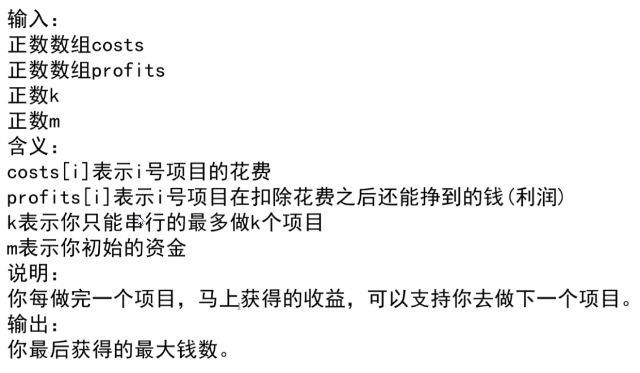 输入：
正数数组costs
正数数组profits
正数k
正数m
含义：
costs[i]表示i号项目的花费
profits[i]表示i号项目在扣除花费之后还能挣到的钱(利润)
k表示你只能串行的最多做k个项目
m表示你初始的资金
说明：
你每做完一个项目，马上获得的收益，可以支持你去做下一个项目。
输出：
你最后获得的最大钱数。